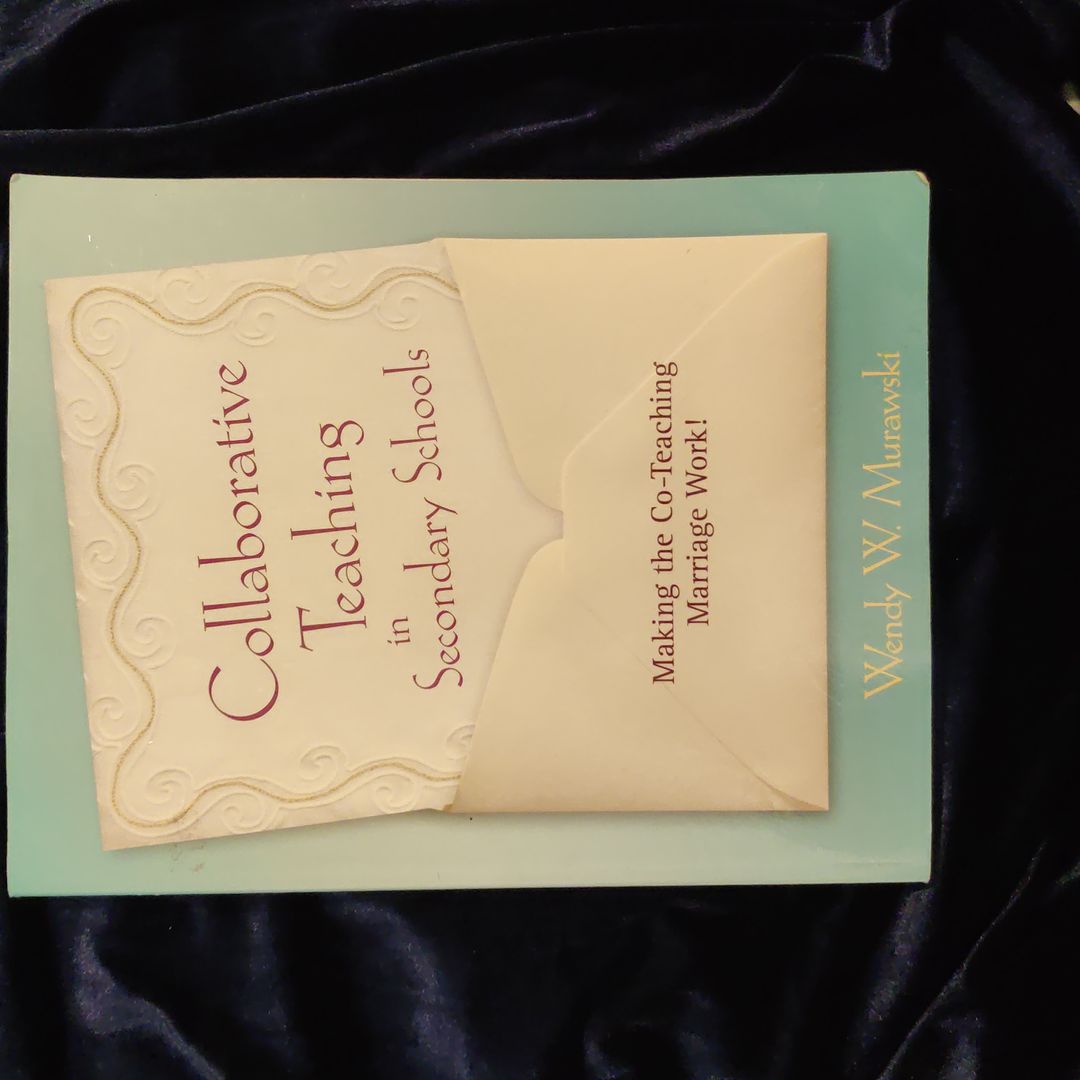 Collaborative
Teaching
in
Secondary Schools
Making the Co-Teaching
Marriage Work!
Wendy W. Murawski